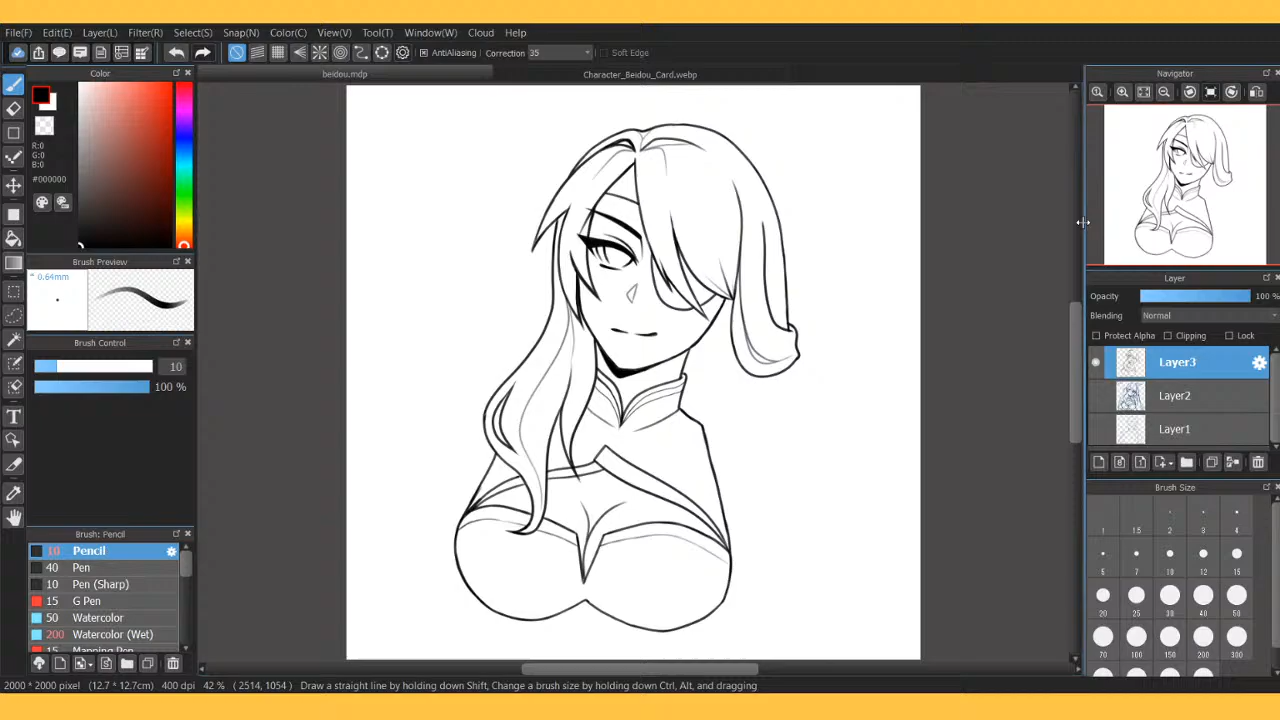 File(F) Edit(E) Layer(L) Filter(R) Select(S) Snap(N) Color(C) View(V) Tool(T) Window(W) Cloud Help
AntiAliasing Correction 35 Soft Edge
Color
beidou.mdp
Character_Beidou_Card.webp
Navigator
R:0
G:0
B:0
#000000
Brush Preview
* 0.64mm
Brush Control
10
100 %
Brush: Pencil
10 Pencil
40 Pen
10 Pen (Sharp)
15 G Pen
50 Watercolor
200 Watercolor (Wet)
Mapping Pen
Layer
Opacity 100 %
Blending Normal
Protect Alpha Clipping Lock
Layer3
Layer2
Layer1
Brush Size
1 1.5 2 3 4
5 7 10 12 15
20 25 30 40 50
70 100 150 200 300
2000 * 2000 pixel (12.7 * 12.7cm) 400 dpi 42 % ( 2514, 1054 ) Draw a straight line by holding down Shift, Change a brush size by holding down Ctrl, Alt, and dragging